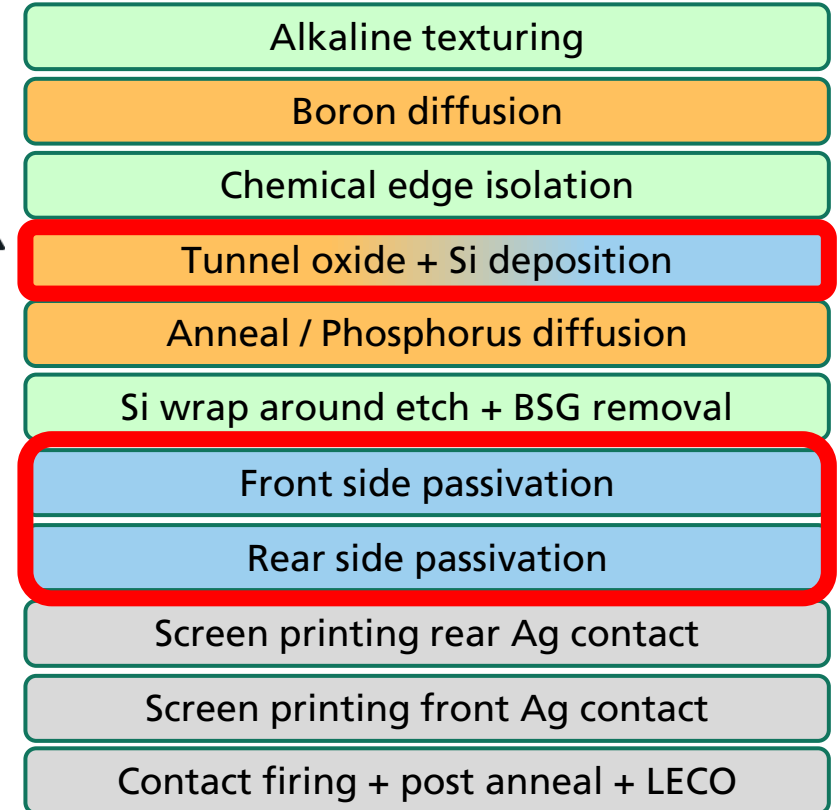 Alkaline texturing
Boron diffusion
Chemical edge isolation
Tunnel oxide + Si deposition
Anneal / Phosphorus diffusion
Si wrap around etch + BSG removal
Front side passivation
Rear side passivation
Screen printing rear Ag contact
Screen printing front Ag contact
Contact firing + post anneal + LECO